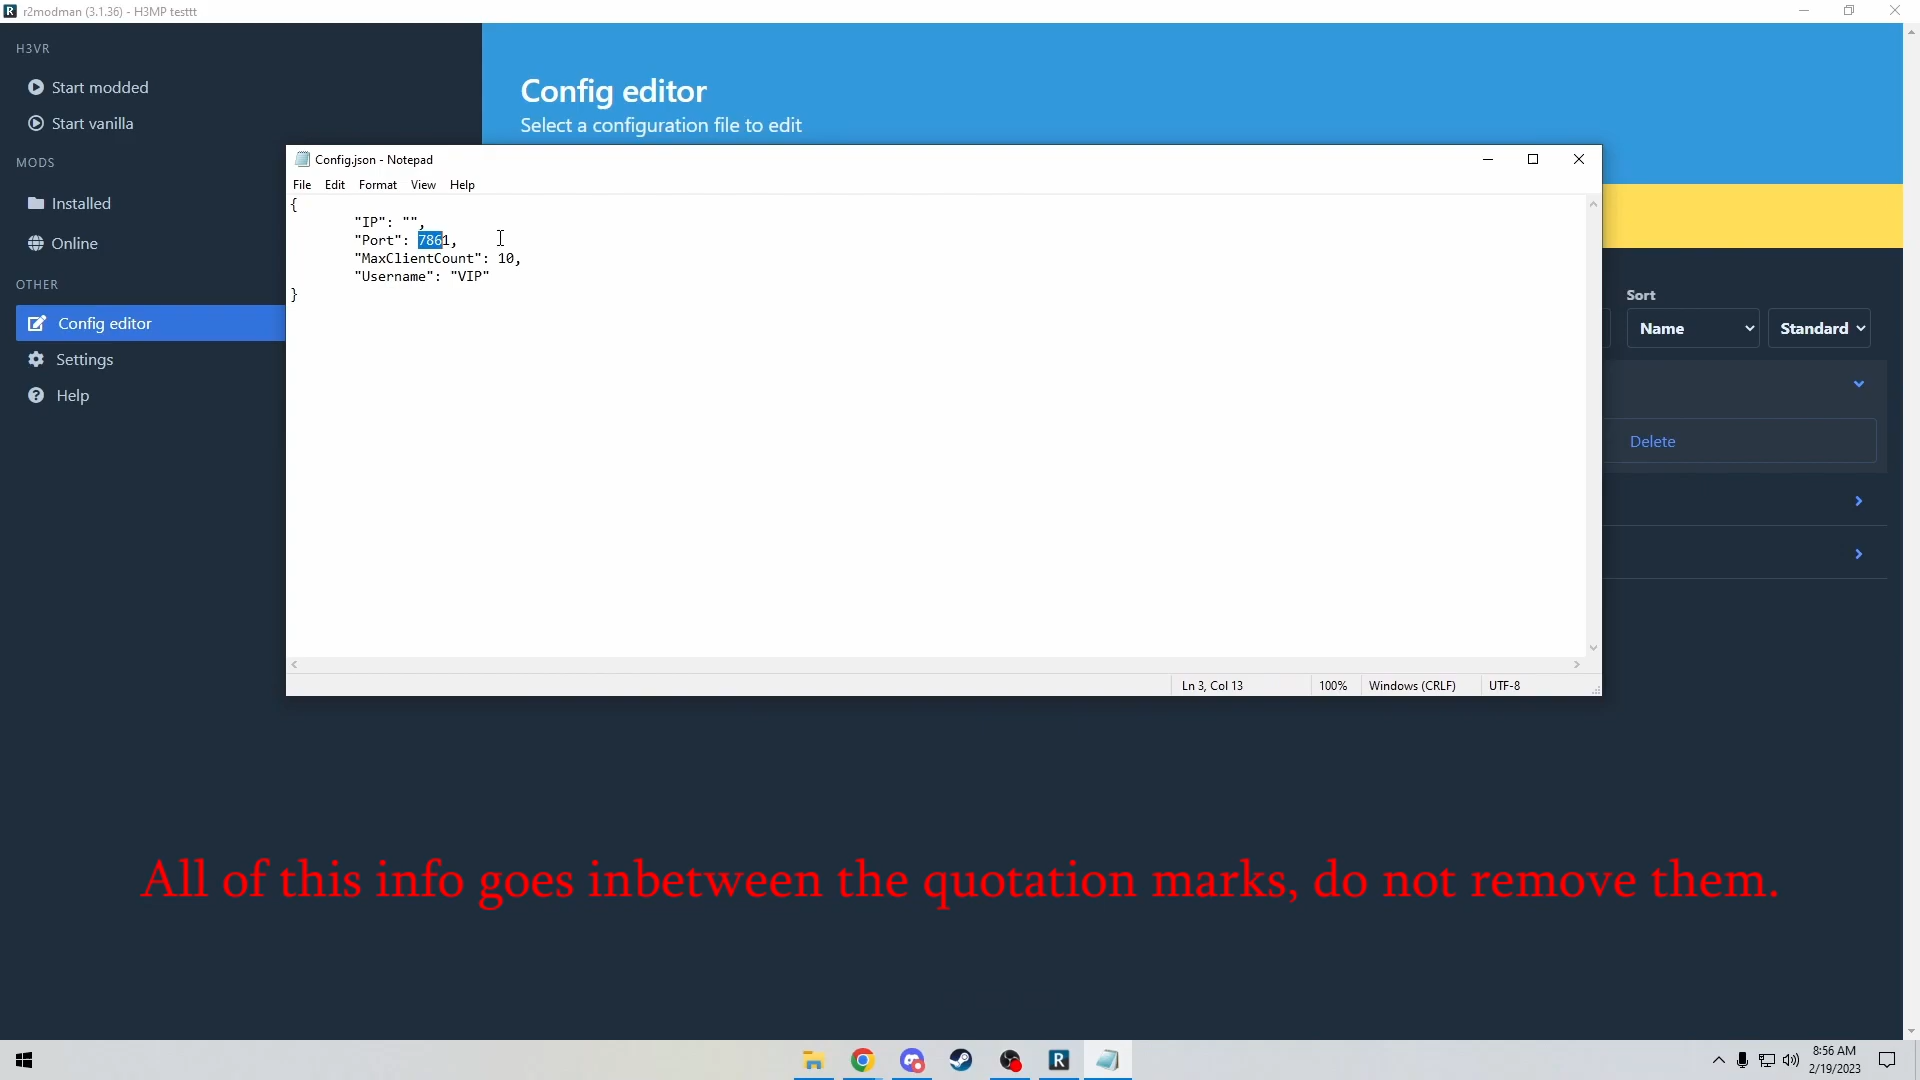 r2modman (3.1.36) - H3MP testtt
H3VR
Start modded
Start vanilla
MODS
Installed
Online
OTHER
Config editor
Settings
Help
Config editor
Select a configuration file to edit
Config.json - Notepad
File Edit Format View Help
{
"IP": "",
"Port": 7861,
"MaxClientCount": 10,
"Username": "VIP"
}
Ln 3, Col 13 100% Windows (CRLF) UTF-8
Sort
Name Standard
Delete
All of this info goes inbetween the quotation marks, do not remove them.
8:56 AM
2/19/2023